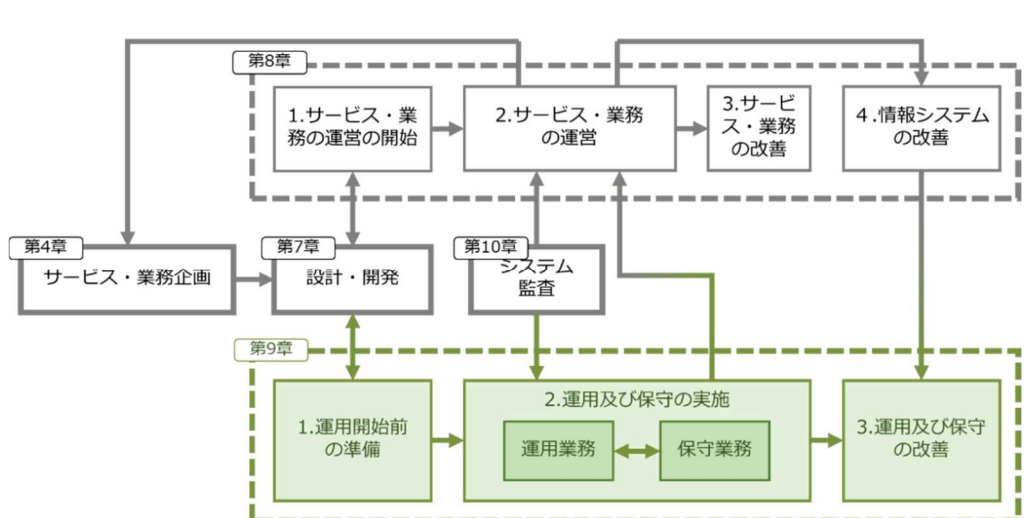 第8章
1.サービス・業
務の運営の開始
2.サービス・業務
の運営
3.サービ
ス・業務
の改善
４.情報システム
の改善
第4章
サービス・業務企画
第7章
設計・開発
第10章
システム
監査
第9章
1.運用開始前
の準備
2.運用及び保守の実施
運用業務
保守業務
3.運用及び保守
の改善